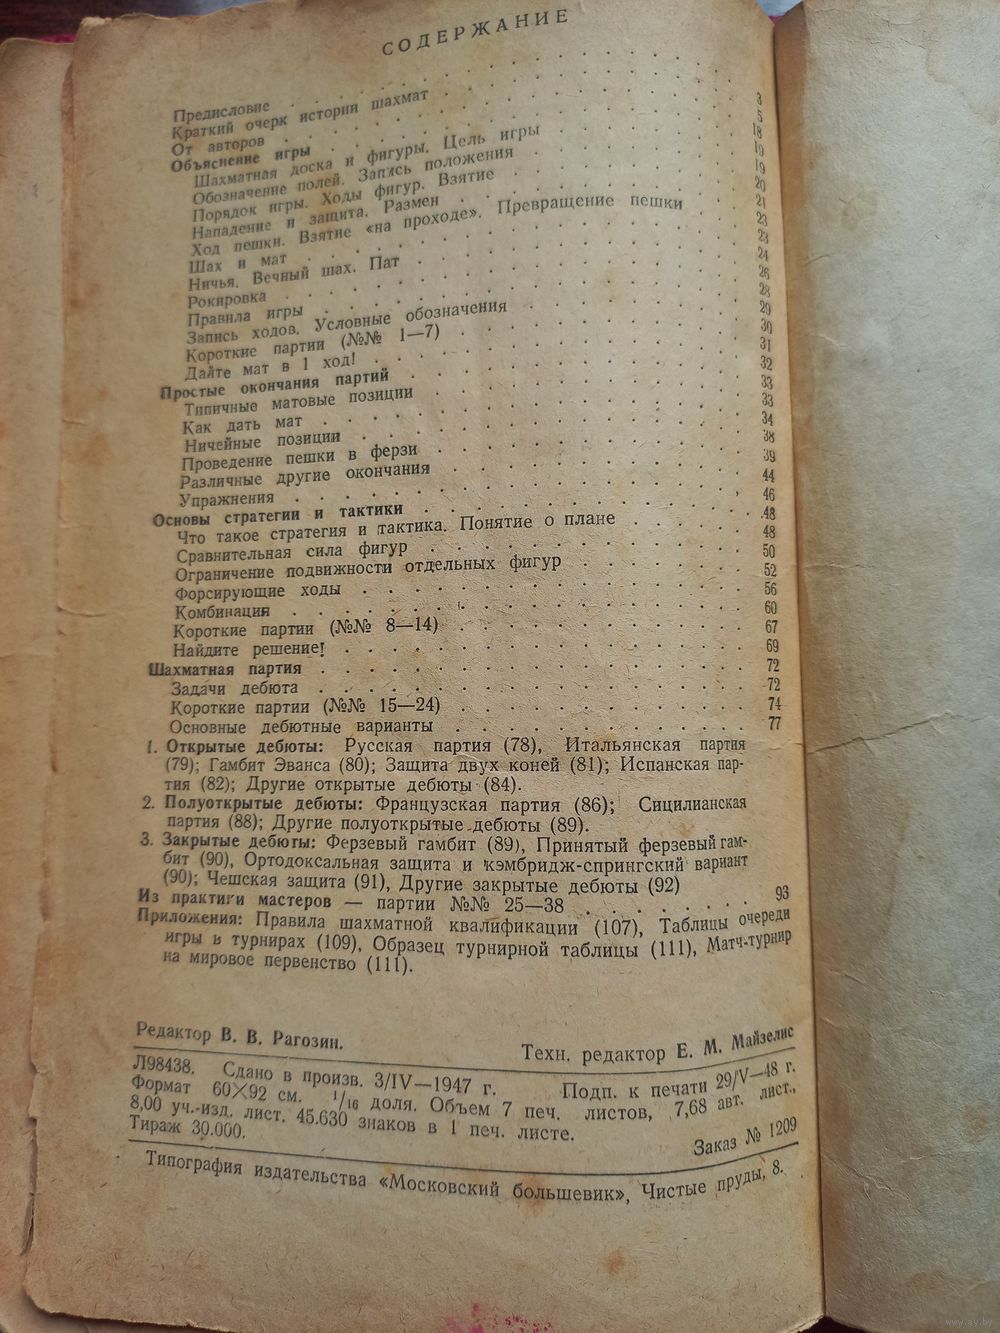 СОДЕРЖАНИЕ
Предисловие . . . . . . . . . . 3
Краткий очерк истории шахмат . . . . . . . . . . 5
От авторов . . . . . . . . . . 18
Объяснение игры . . . . . . . . . . 19
Шахматная доска и фигуры. Цель игры . . . . . . . . . . 19
Обозначение полей. Запись положения . . . . . . . . . . 20
Порядок игры. Ходы фигур. Взятие . . . . . . . . . . 21
Нападение и защита. Размен . . . . . . . . . . 23
Ход пешки. Взятие «на проходе». Превращение пешки . . 23
Шах и мат . . . . . . . . . . 24
Ничья. Вечный шах. Пат . . . . . . . . . . 26
Рокировка . . . . . . . . . . 28
Правила игры . . . . . . . . . . 29
Запись ходов. Условные обозначения . . . . . . . . . . 30
Короткие партии (№№ 1—7) . . . . . . . . . . 31
Дайте мат в 1 ход! . . . . . . . . . . 32
Простые окончания партий . . . . . . . . . . 33
Типичные матовые позиции . . . . . . . . . . 33
Как дать мат . . . . . . . . . . 34
Ничейные позиции . . . . . . . . . . 38
Проведение пешки в ферзи . . . . . . . . . . 39
Различные другие окончания . . . . . . . . . . 44
Упражнения . . . . . . . . . . 46
Основы стратегии и тактики . . . . . . . . . . 48
Что такое стратегия и тактика. Понятие о плане . . . . . . 48
Сравнительная сила фигур . . . . . . . . . . 50
Ограничение подвижности отдельных фигур . . . . . . 52
Форсирующие ходы . . . . . . . . . . 56
Комбинация . . . . . . . . . . 60
Короткие партии (№№ 8—14) . . . . . . . . . . 67
Найдите решение! . . . . . . . . . . 69
Шахматная партия . . . . . . . . . . 72
Задачи дебюта . . . . . . . . . . 72
Короткие партии (№№ 15—24) . . . . . . . . . . 74
Основные дебютные варианты . . . . . . . . . . 77
1. Открытые дебюты: Русская партия (78), Итальянская партия
(79); Гамбит Эванса (80); Защита двух коней (81); Испанская пар-
тия (82); Другие открытые дебюты (84).
2. Полуоткрытые дебюты: Французская партия (86); Сицилианская
партия (88); Другие полуоткрытые дебюты (89).
3. Закрытые дебюты: Ферзевый гамбит (89), Принятый ферзевый гам-
бит (90), Ортодоксальная защита и кэмбридж-спрингский вариант
(90); Чешская защита (91), Другие закрытые дебюты (92)
Из практики мастеров — партии №№ 25—38 . . . . . . . . . 93
Приложения: Правила шахматной квалификации (107), Таблицы очереди
игры в турнирах (109), Образец турнирной таблицы (111), Матч-турнир
на мировое первенство (111).
Редактор В. В. Рагозин.
Техн. редактор Е. М. Майзелис
Л98438. Сдано в произв. 3/IV—1947 г. Подп. к печати 29/V—48 г.
Формат 60×92 см. 1/16 доля. Объем 7 печ. листов, 7,68 авт. лист.,
8,00 уч.-изд. лист. 45.630 знаков в 1 печ. листе.
Тираж 30.000. Заказ № 1209
Типография издательства «Московский большевик», Чистые пруды, 8.
www.ay.by